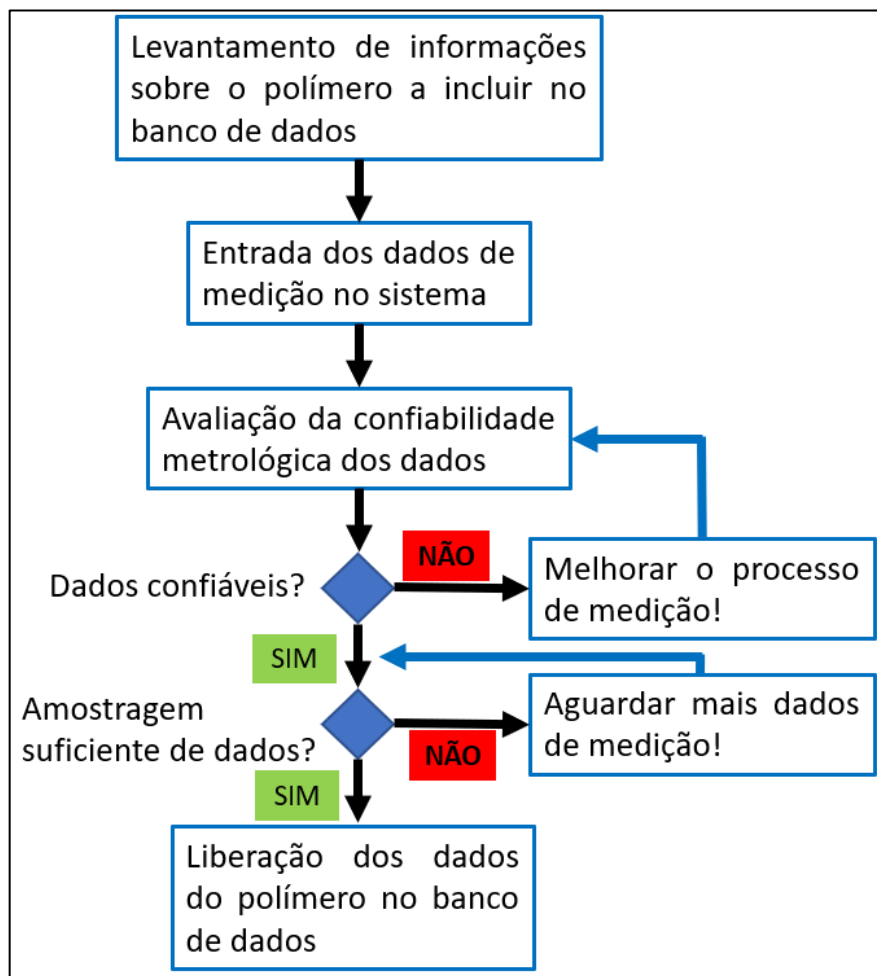 Levantamento de informações
sobre o polímero a incluir no
banco de dados
Entrada dos dados de
medição no sistema
Avaliação da confiabilidade
metrológica dos dados
Dados confiáveis?
NÃO
Melhorar o processo
de medição!
SIM
Amostragem
suficiente de dados?
NÃO
Aguardar mais dados
de medição!
SIM
Liberação dos dados
do polímero no banco
de dados